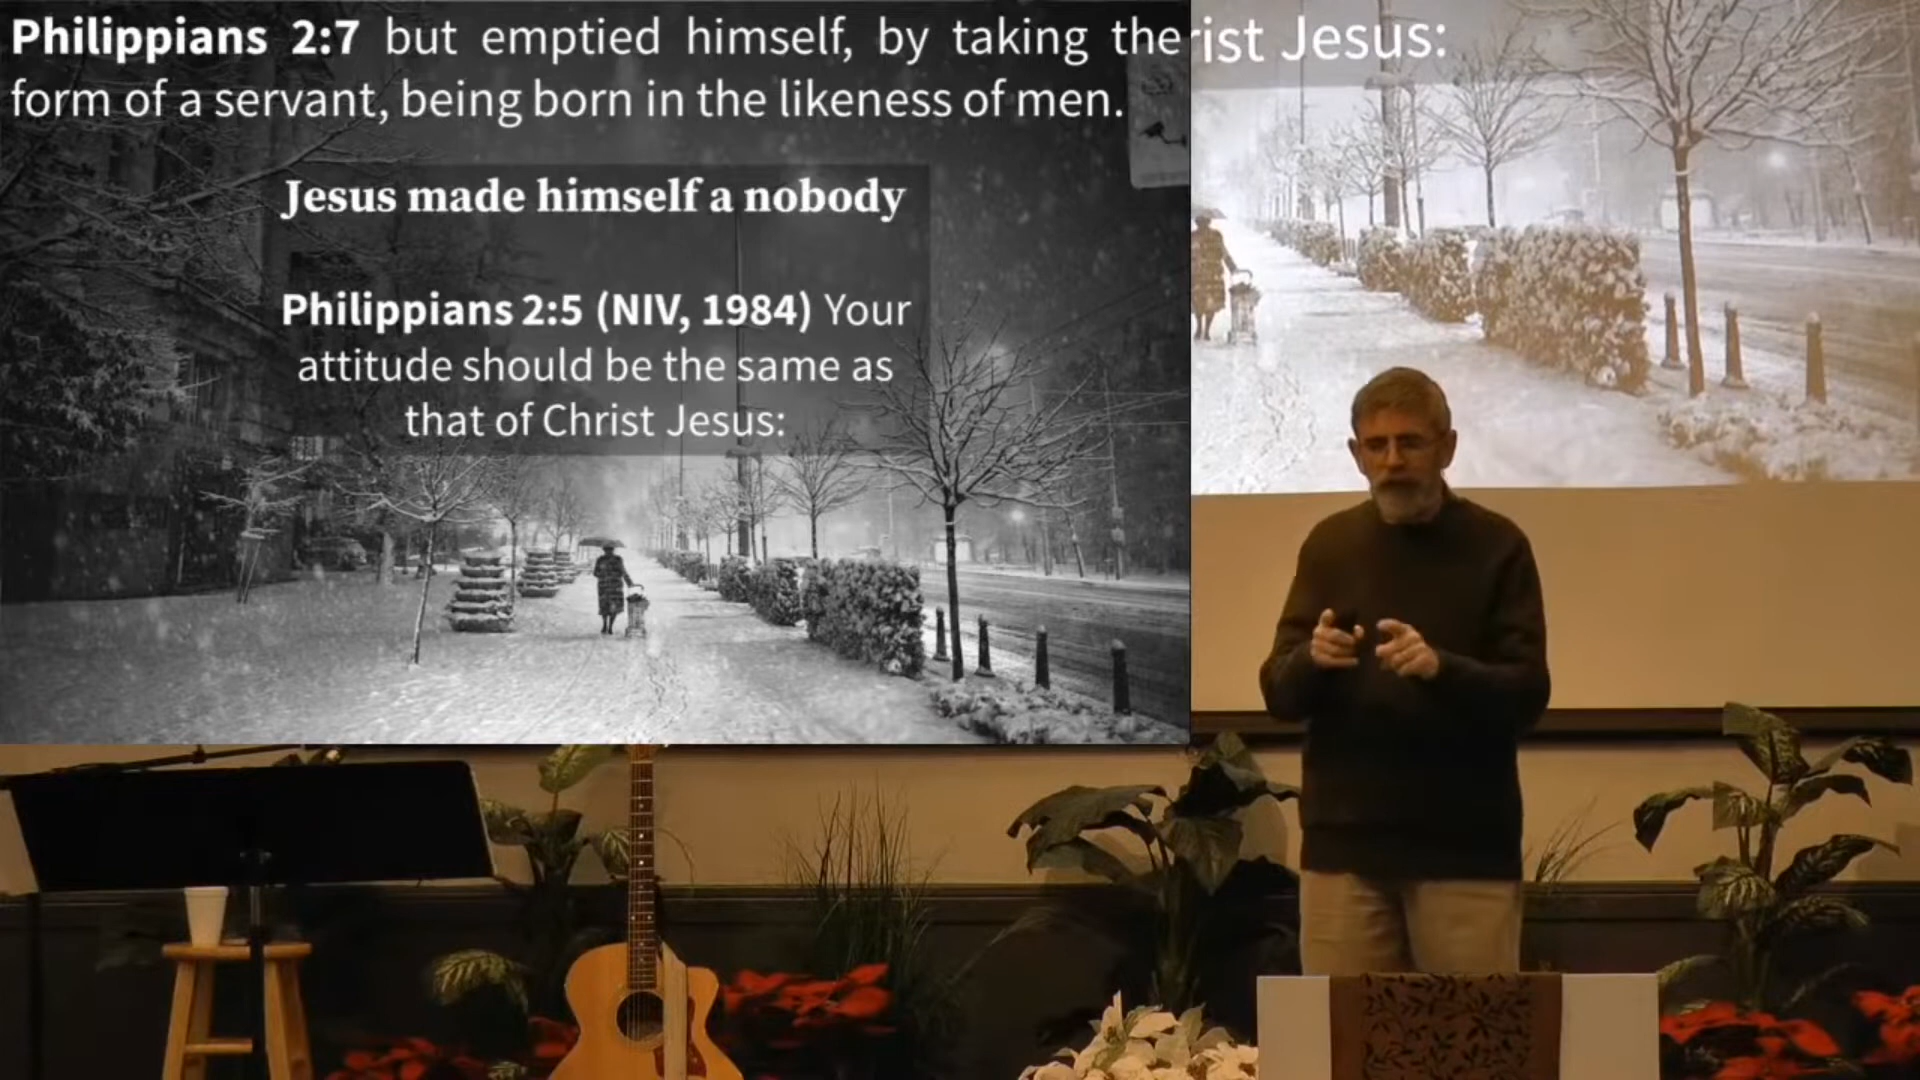 Philippians 2:7 but emptied himself, by taking the
form of a servant, being born in the likeness of men.
Jesus made himself a nobody
Philippians 2:5 (NIV, 1984) Your
attitude should be the same as
that of Christ Jesus:
rist Jesus: